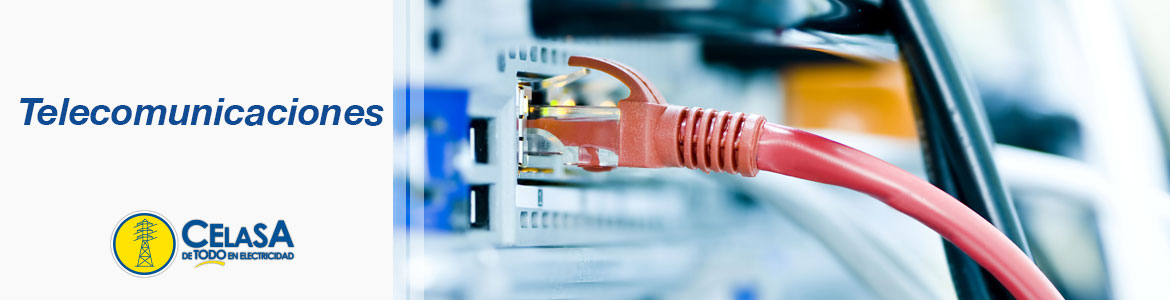 Telecomunicaciones
CELASA
DE TODO EN ELECTRICIDAD